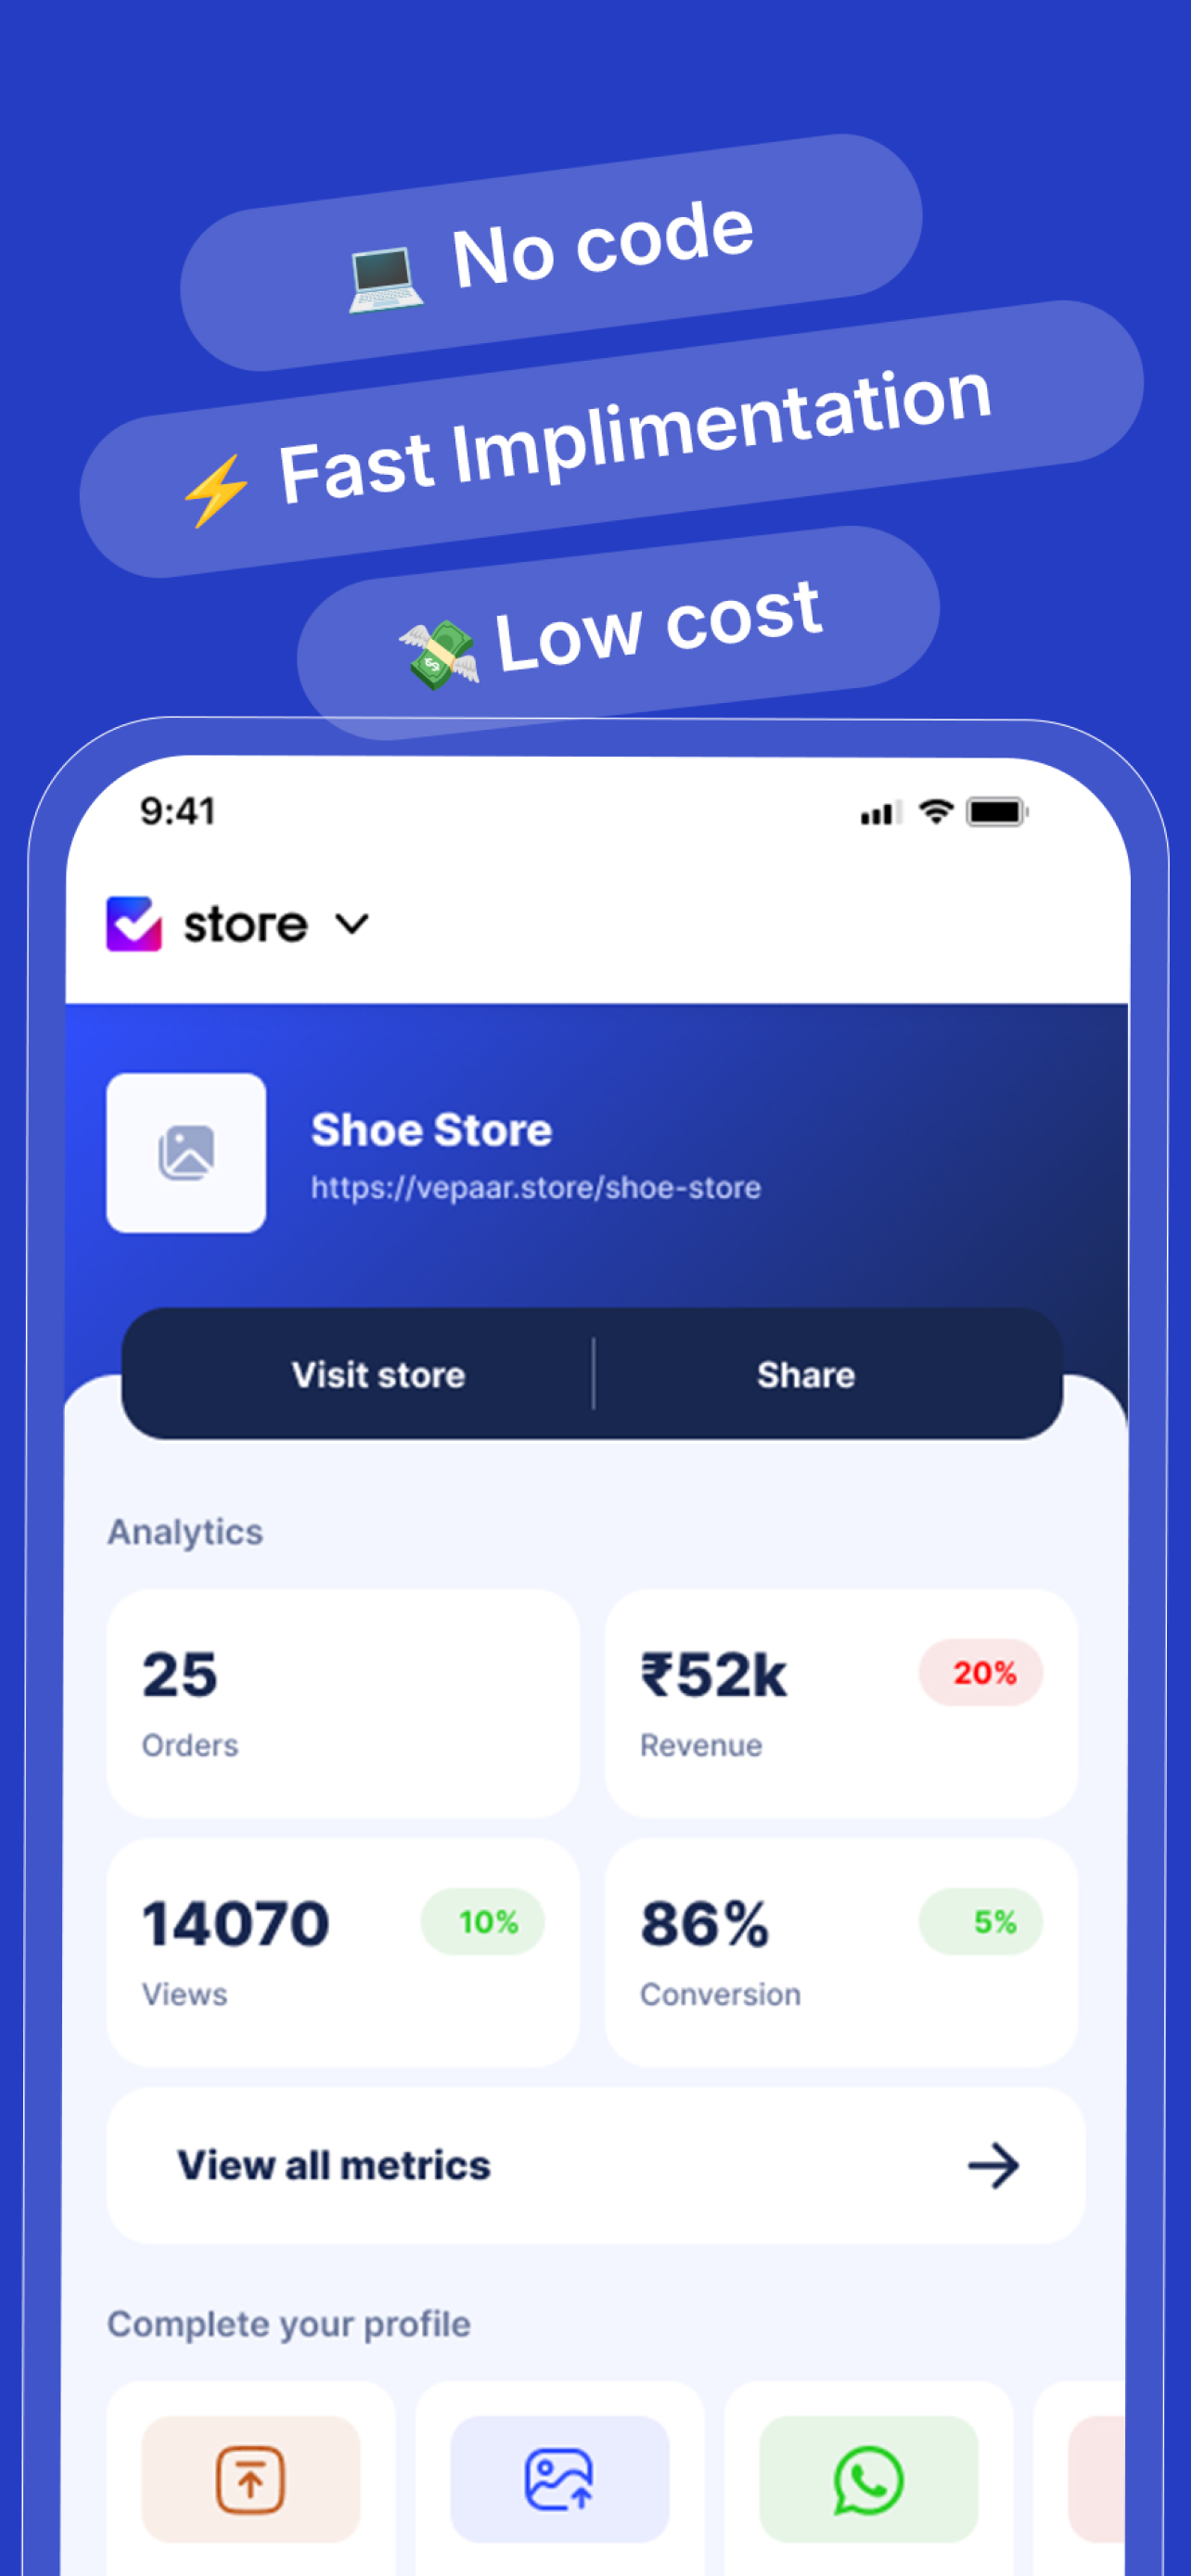 No code
Fast Implimentation
Low cost
9:41
store
Shoe Store
https://vepaar.store/shoe-store
Visit store
Share
Analytics
25
Orders
₹52k
20%
Revenue
14070
10%
Views
86%
5%
Conversion
View all metrics
Complete your profile